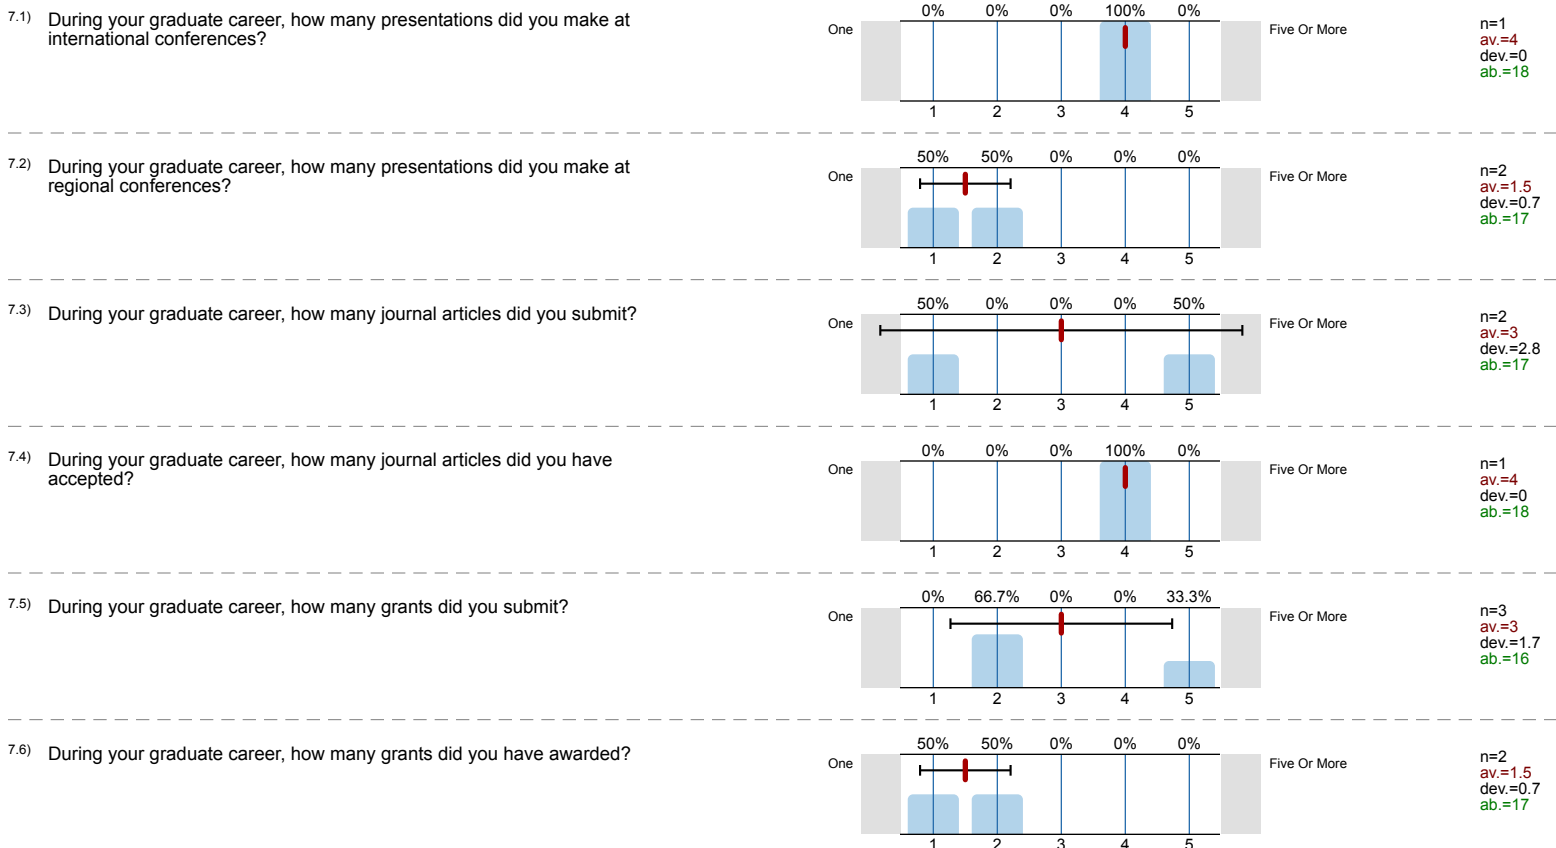 7.1) During your graduate career, how many presentations did you make at
international conferences?
0% 0% 0% 100% 0%
One
Five Or More
1 2 3 4 5
n=1
av.=4
dev.=0
ab.=18
7.2) During your graduate career, how many presentations did you make at
regional conferences?
50% 50% 0% 0% 0%
One
Five Or More
1 2 3 4 5
n=2
av.=1.5
dev.=0.7
ab.=17
7.3) During your graduate career, how many journal articles did you submit?
50% 0% 0% 0% 50%
One
Five Or More
1 2 3 4 5
n=2
av.=3
dev.=2.8
ab.=17
7.4) During your graduate career, how many journal articles did you have
accepted?
0% 0% 0% 100% 0%
One
Five Or More
1 2 3 4 5
n=1
av.=4
dev.=0
ab.=18
7.5) During your graduate career, how many grants did you submit?
0% 66.7% 0% 0% 33.3%
One
Five Or More
1 2 3 4 5
n=3
av.=3
dev.=1.7
ab.=16
7.6) During your graduate career, how many grants did you have awarded?
50% 50% 0% 0% 0%
One
Five Or More
1 2 3 4 5
n=2
av.=1.5
dev.=0.7
ab.=17